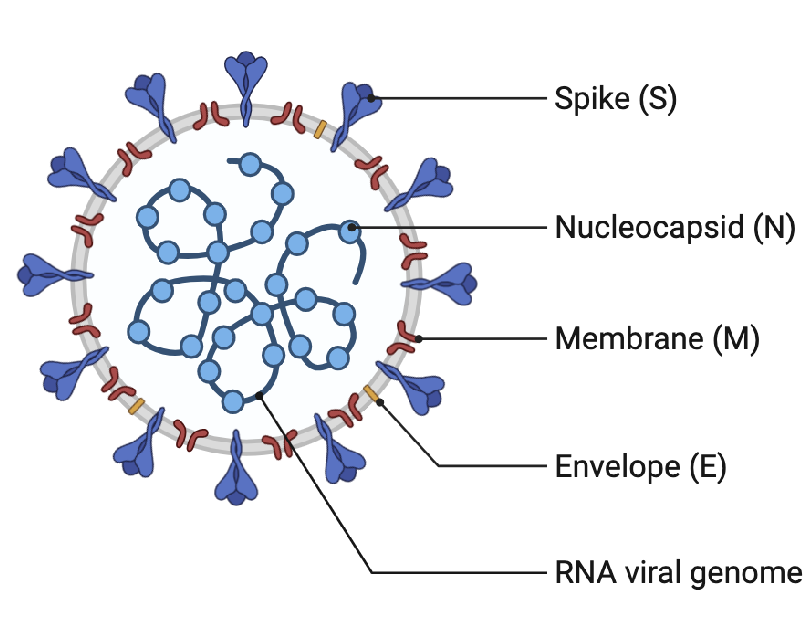 Spike (S)
Nucleocapsid (N)
Membrane (M)
Envelope (E)
RNA viral genome